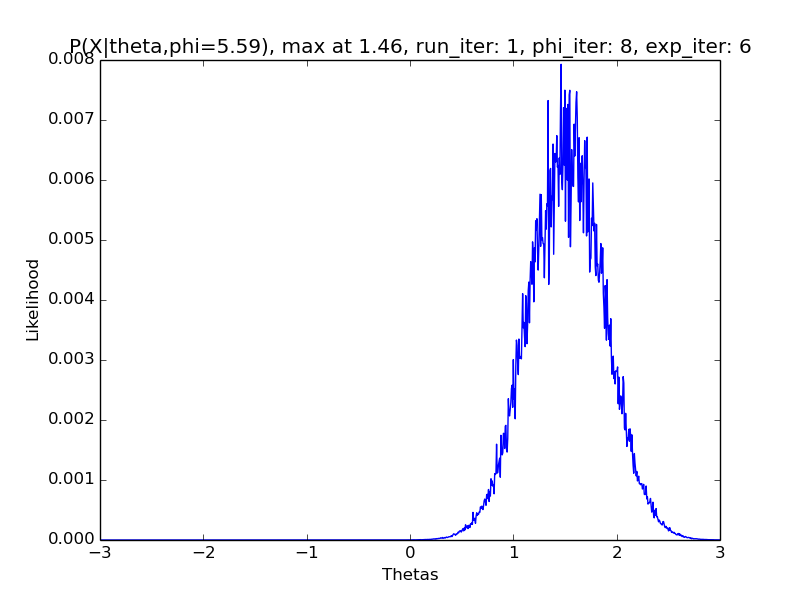 P(X|theta,phi=5.59), max at 1.46, run_iter: 1, phi_iter: 8, exp_iter: 6
0.008
0.007
0.006
0.005
0.004
0.003
0.002
0.001
0.000
Likelihood
−3 −2 −1 0 1 2 3
Thetas